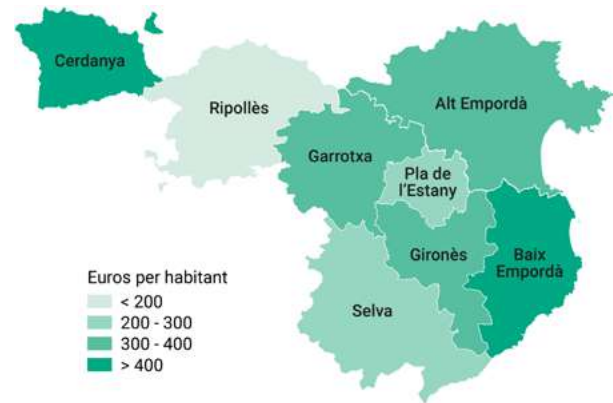 Cerdanya
Ripollès
Alt Empordà
Garrotxa
Pla de
l'Estany
Gironès
Baix
Empordà
Selva
Euros per habitant
< 200
200 - 300
300 - 400
> 400